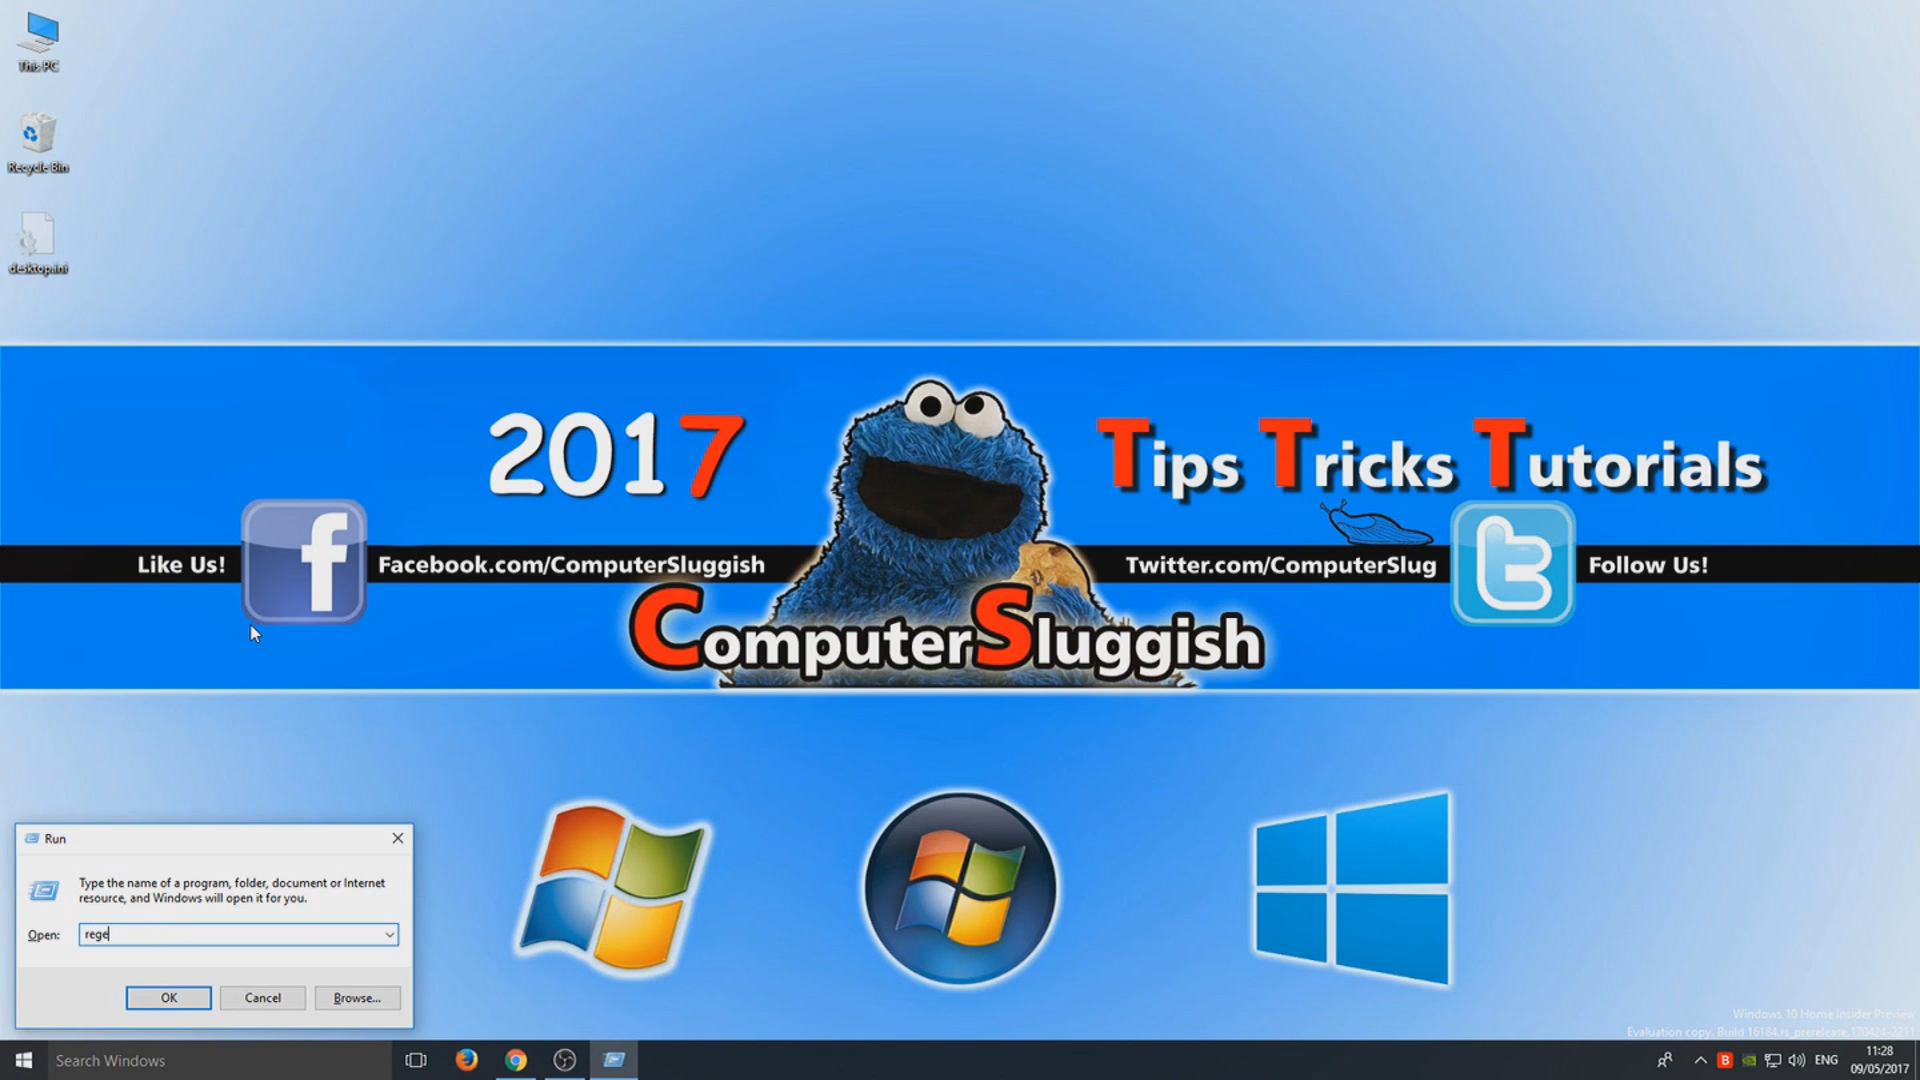 This PC
Recycle Bin
desktop.ini
2017
Tips Tricks Tutorials
Like Us!
f
Facebook.com/ComputerSluggish
Twitter.com/ComputerSlug
t
Follow Us!
ComputerSluggish
Run
Type the name of a program, folder, document or Internet
resource, and Windows will open it for you.
Open:
rege
OK
Cancel
Browse...
Windows 10 Home Insider Preview
Evaluation copy. Build 16184.rs_prerelease.170424-2211
Search Windows
B
ENG
11:28
09/05/2017